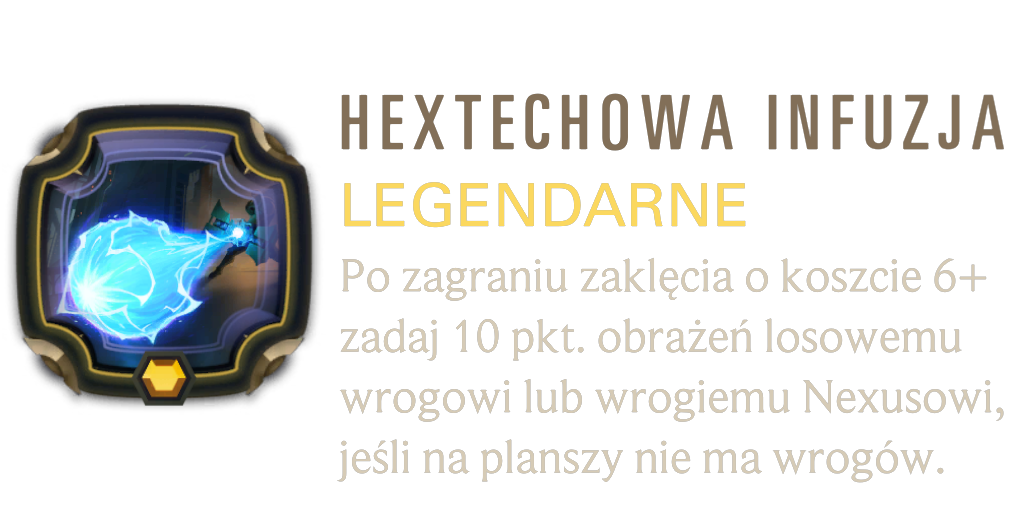 HEXTECHOWA INFUZJA
LEGENDARNE
Po zagraniu zaklęcia o koszcie 6+
zadaj 10 pkt. obrażeń losowemu
wrogowi lub wrogiemu Nexusowi,
jeśli na planszy nie ma wrogów.